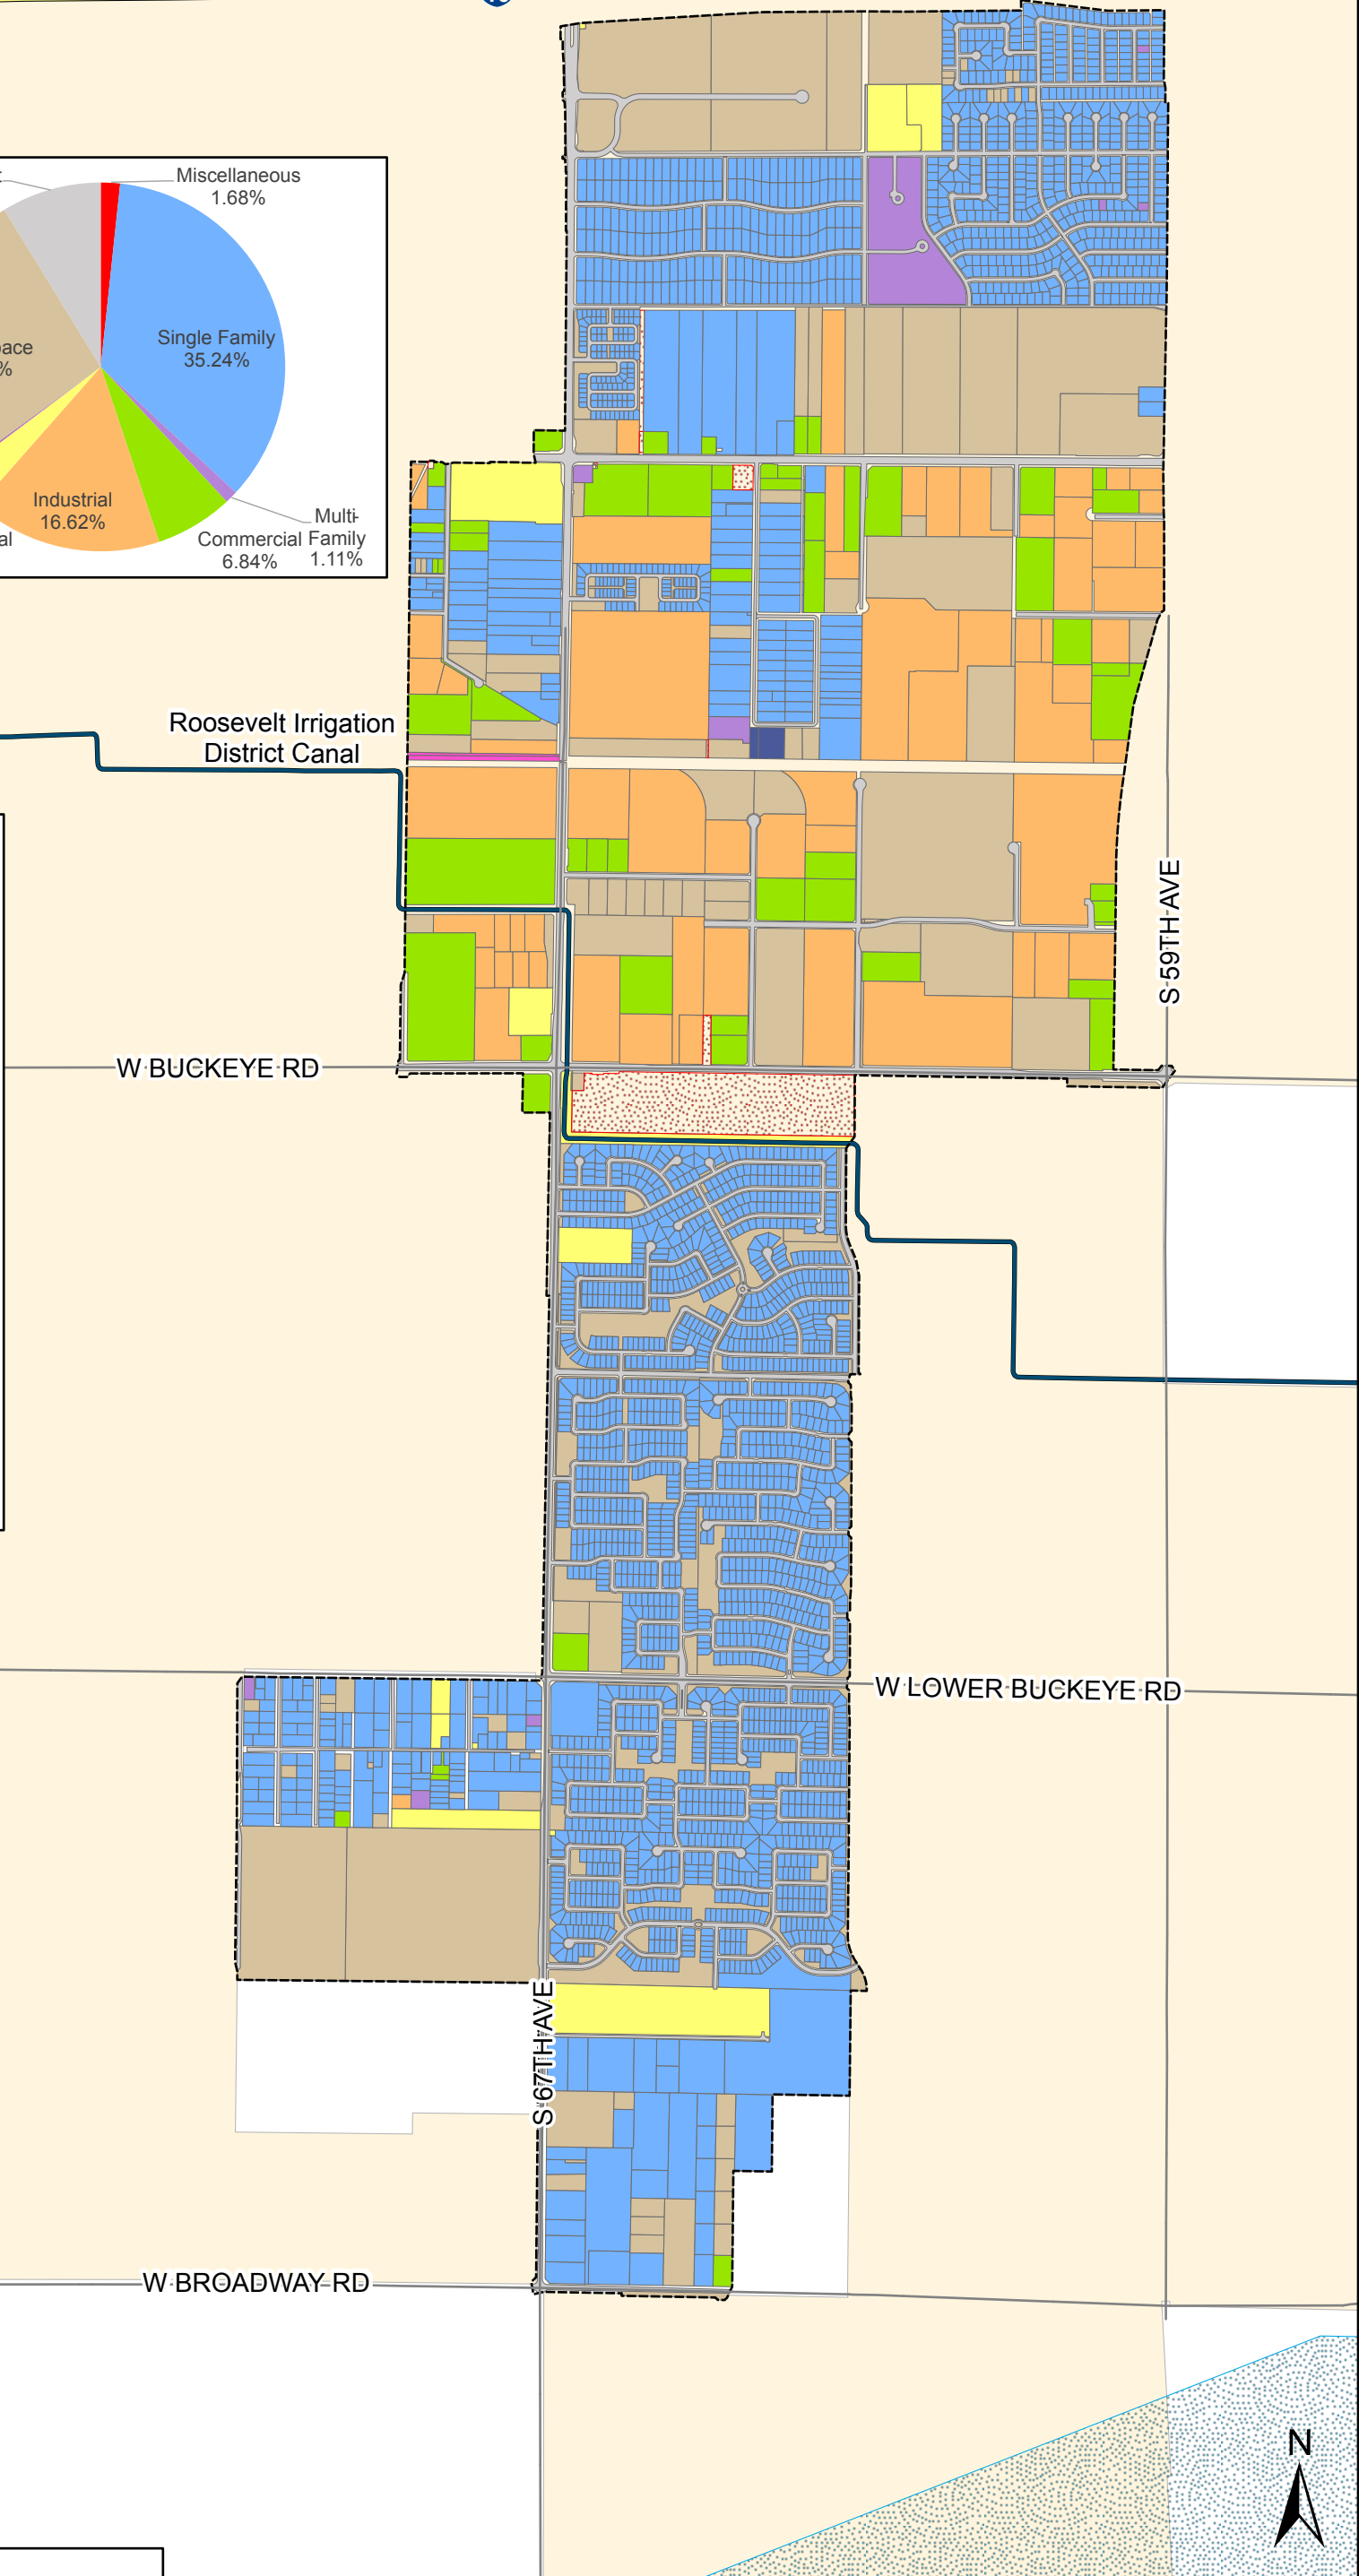 Miscellaneous
1.68%
Single Family
35.24%
%
Industrial
16.62%
Multi-
Commercial Family
6.84% 1.11%
Roosevelt Irrigation
District Canal
S 59TH AVE
W BUCKEYE RD
W LOWER BUCKEYE RD
S 67TH AVE
W BROADWAY RD
N